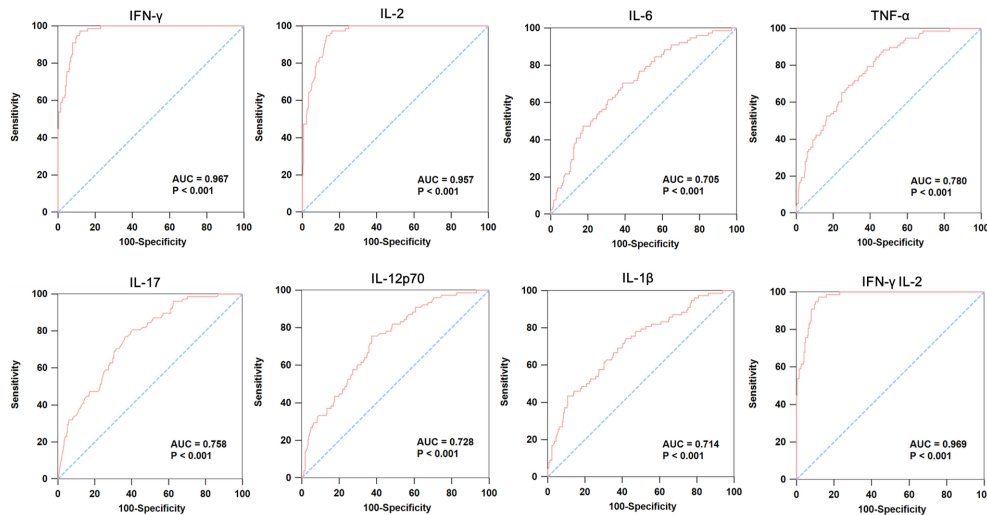 IFN-γ
100
80
60
40
20
0
Sensitivity
AUC = 0.967
P < 0.001
0 20 40 60 80 100
100-Specificity
IL-2
100
80
60
40
20
0
Sensitivity
AUC = 0.957
P < 0.001
0 20 40 60 80 100
100-Specificity
IL-6
100
80
60
40
20
0
Sensitivity
AUC = 0.705
P < 0.001
0 20 40 60 80 100
100-Specificity
TNF-α
100
80
60
40
20
0
Sensitivity
AUC = 0.780
P < 0.001
0 20 40 60 80 100
100-Specificity
IL-17
100
80
60
40
20
0
Sensitivity
AUC = 0.758
P < 0.001
0 20 40 60 80 100
100-Specificity
IL-12p70
100
80
60
40
20
0
Sensitivity
AUC = 0.728
P < 0.001
0 20 40 60 80 100
100-Specificity
IL-1β
100
80
60
40
20
0
Sensitivity
AUC = 0.714
P < 0.001
0 20 40 60 80 100
100-Specificity
IFN-γ IL-2
100
80
60
40
20
0
Sensitivity
AUC = 0.969
P < 0.001
0 20 40 60 80 100
100-Specificity